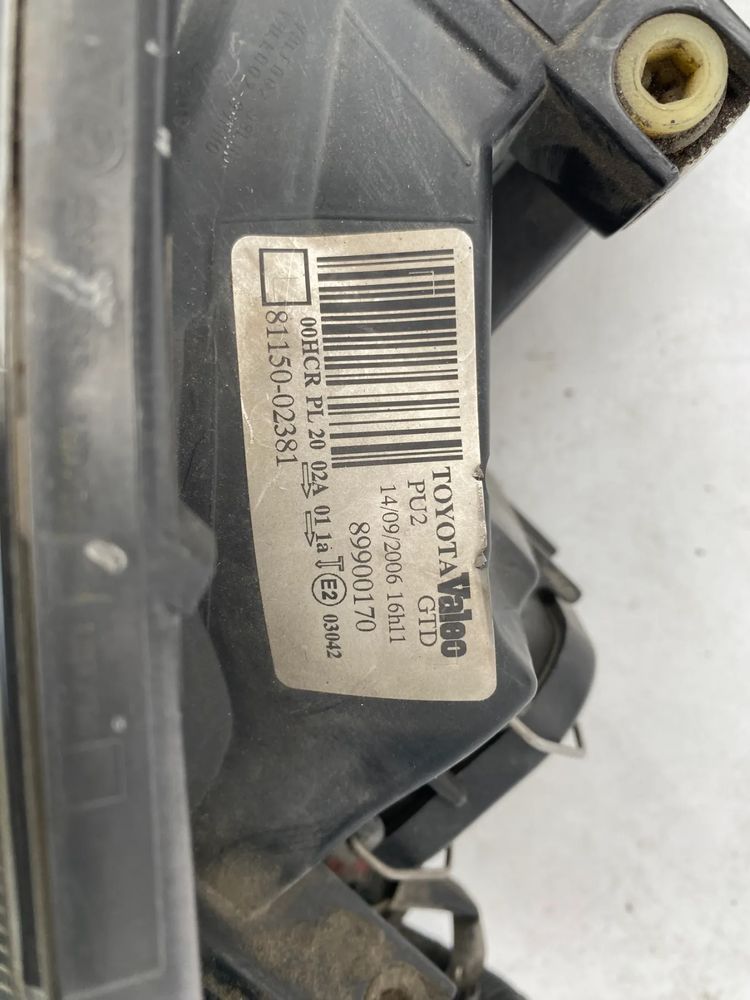 TOYOTA Valeo
PU2 GTD
14/09/2006 16h11
89900170
00HCR PL 20 02A 01 1a E2 03042
81150-02381
L